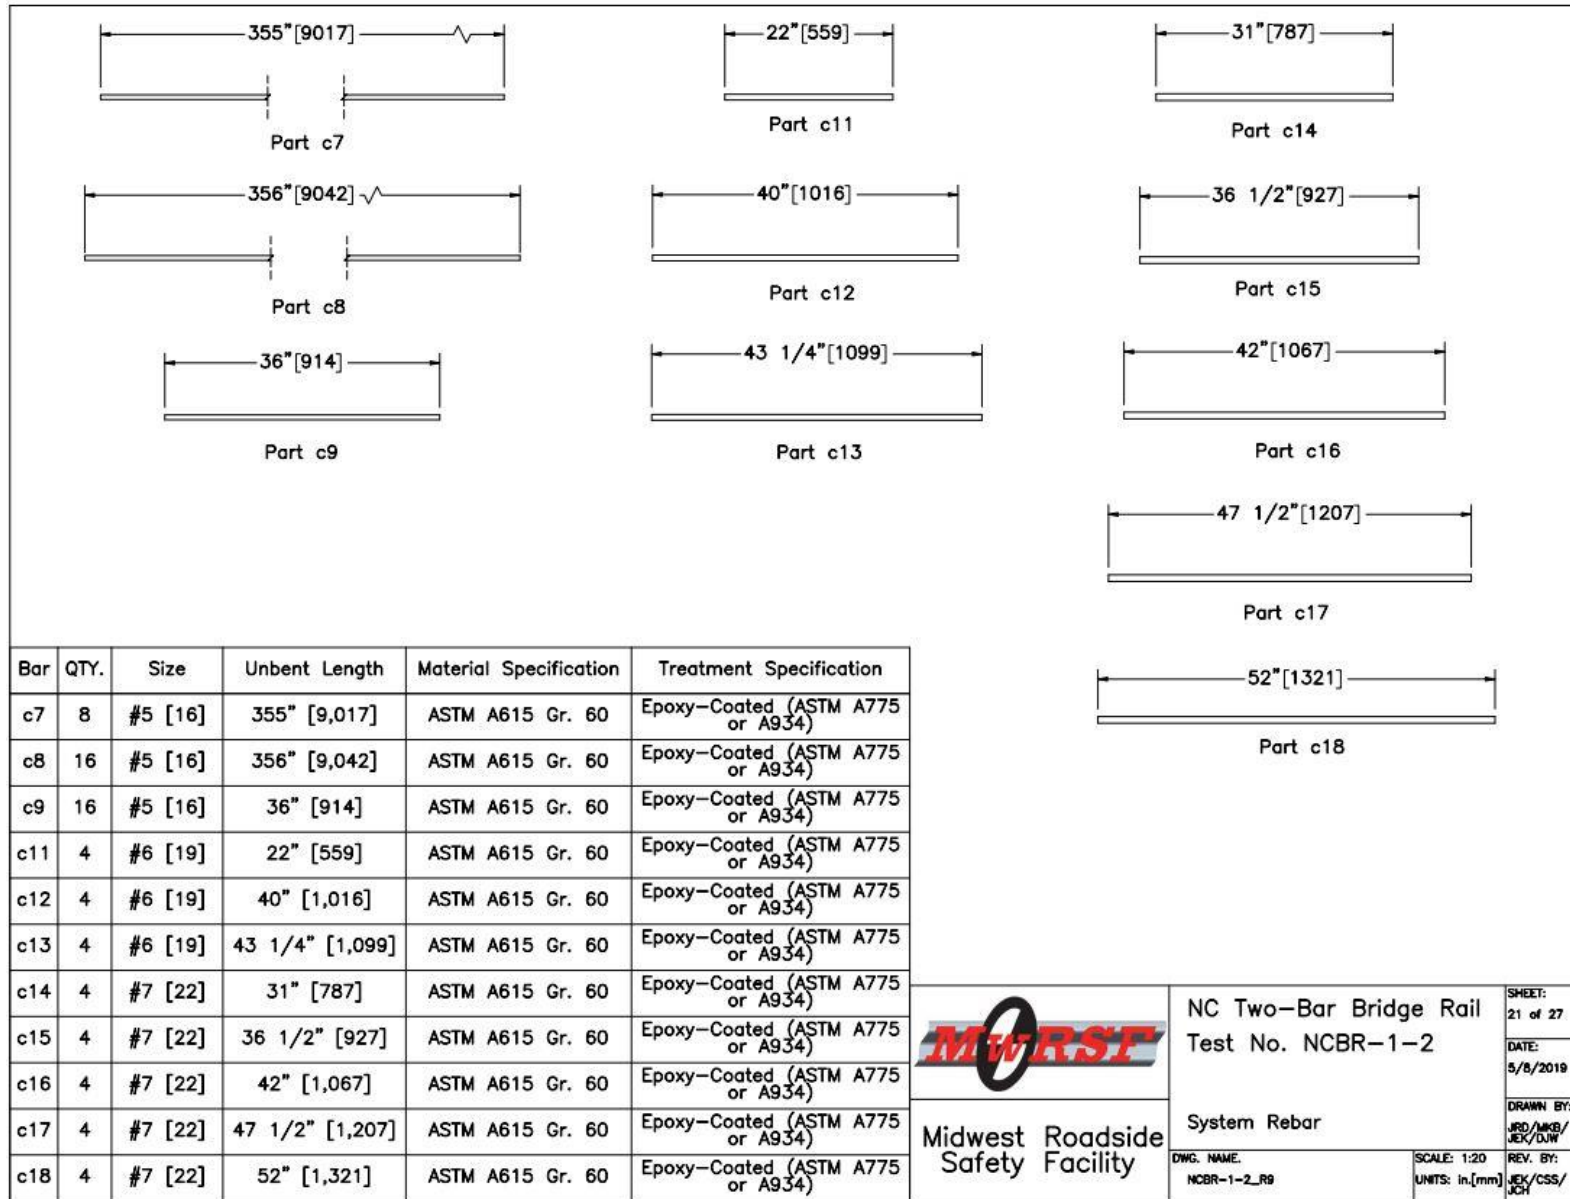 355"[9017]
Part c7
22"[559]
Part c11
31"[787]
Part c14
356"[9042]
Part c8
40"[1016]
Part c12
36 1/2"[927]
Part c15
36"[914]
Part c9
43 1/4"[1099]
Part c13
42"[1067]
Part c16
47 1/2"[1207]
Part c17
52"[1321]
Part c18
Bar QTY. Size Unbent Length Material Specification Treatment Specification
c7 8 #5 [16] 355" [9,017] ASTM A615 Gr. 60 Epoxy-Coated (ASTM A775
or A934)
c8 16 #5 [16] 356" [9,042] ASTM A615 Gr. 60 Epoxy-Coated (ASTM A775
or A934)
c9 16 #5 [16] 36" [914] ASTM A615 Gr. 60 Epoxy-Coated (ASTM A775
or A934)
c11 4 #6 [19] 22" [559] ASTM A615 Gr. 60 Epoxy-Coated (ASTM A775
or A934)
c12 4 #6 [19] 40" [1,016] ASTM A615 Gr. 60 Epoxy-Coated (ASTM A775
or A934)
c13 4 #6 [19] 43 1/4" [1,099] ASTM A615 Gr. 60 Epoxy-Coated (ASTM A775
or A934)
c14 4 #7 [22] 31" [787] ASTM A615 Gr. 60 Epoxy-Coated (ASTM A775
or A934)
c15 4 #7 [22] 36 1/2" [927] ASTM A615 Gr. 60 Epoxy-Coated (ASTM A775
or A934)
c16 4 #7 [22] 42" [1,067] ASTM A615 Gr. 60 Epoxy-Coated (ASTM A775
or A934)
c17 4 #7 [22] 47 1/2" [1,207] ASTM A615 Gr. 60 Epoxy-Coated (ASTM A775
or A934)
c18 4 #7 [22] 52" [1,321] ASTM A615 Gr. 60 Epoxy-Coated (ASTM A775
or A934)
MwRSF
Midwest Roadside
Safety Facility
NC Two-Bar Bridge Rail
Test No. NCBR-1-2
System Rebar
DWG. NAME.
NCBR-1-2_R9
SCALE: 1:20
UNITS: in.[mm]
SHEET:
21 of 27
DATE:
5/8/2019
DRAWN BY:
JRD/MKB/
JEK/DJW
REV. BY:
JEK/CSS/
JCH